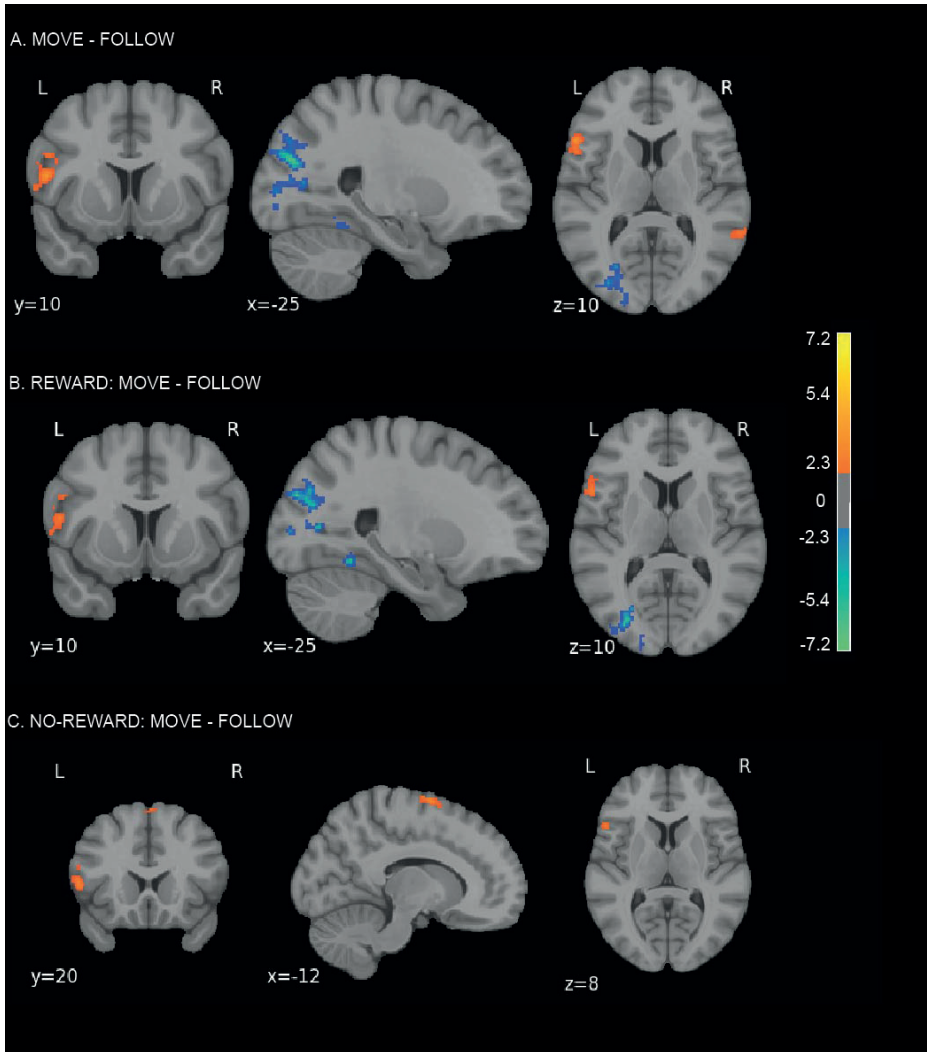 A. MOVE - FOLLOW
L R L R
y=10 x=-25 z=10
7.2
5.4
2.3
0
-2.3
-5.4
-7.2
B. REWARD: MOVE - FOLLOW
L R L R
y=10 x=-25 z=10
C. NO-REWARD: MOVE - FOLLOW
L R L R
y=20 x=-12 z=8